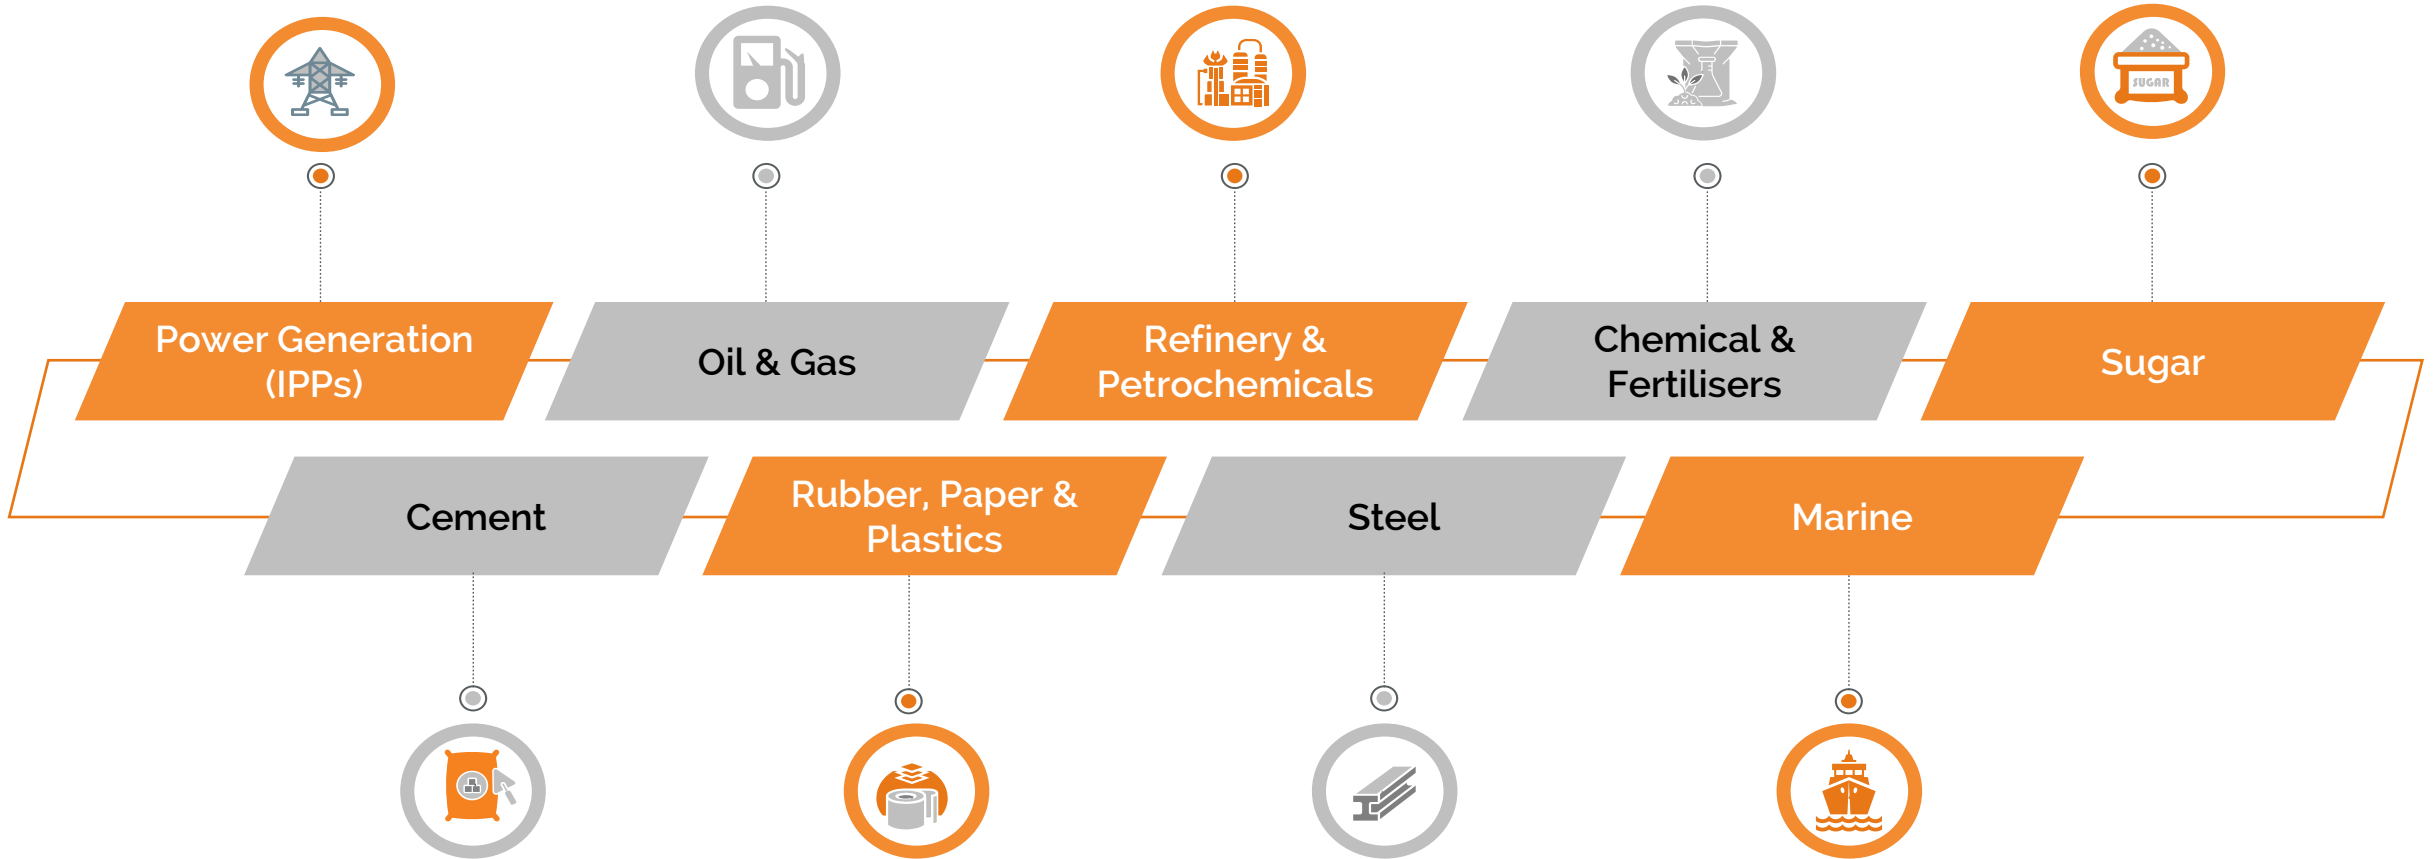 SUGAR
Power Generation
(IPPs)
Oil & Gas
Refinery &
Petrochemicals
Chemical &
Fertilisers
Sugar
Cement
Rubber, Paper &
Plastics
Steel
Marine